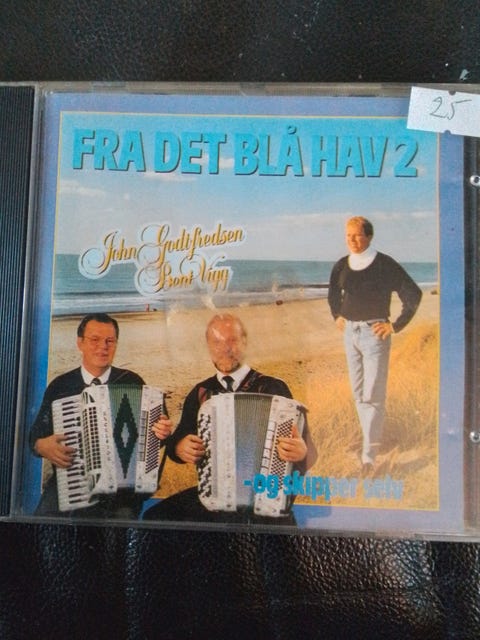 25
FRA DET BLÅ HAV 2
John Godtfredsen
Bent Vigg
-og skipper selv